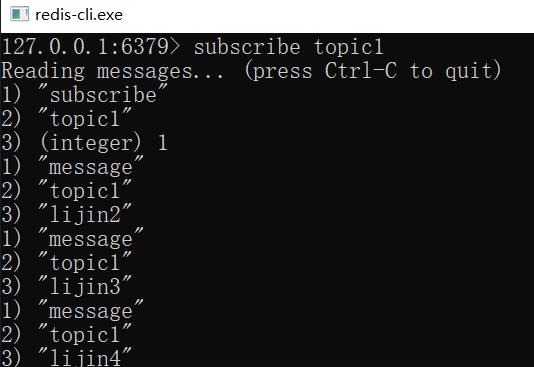 redis-cli.exe
127.0.0.1:6379> subscribe topic1
Reading messages... (press Ctrl-C to quit)
1) "subscribe"
2) "topic1"
3) (integer) 1
1) "message"
2) "topic1"
3) "lijin2"
1) "message"
2) "topic1"
3) "lijin3"
1) "message"
2) "topic1"
3) "lijin4"